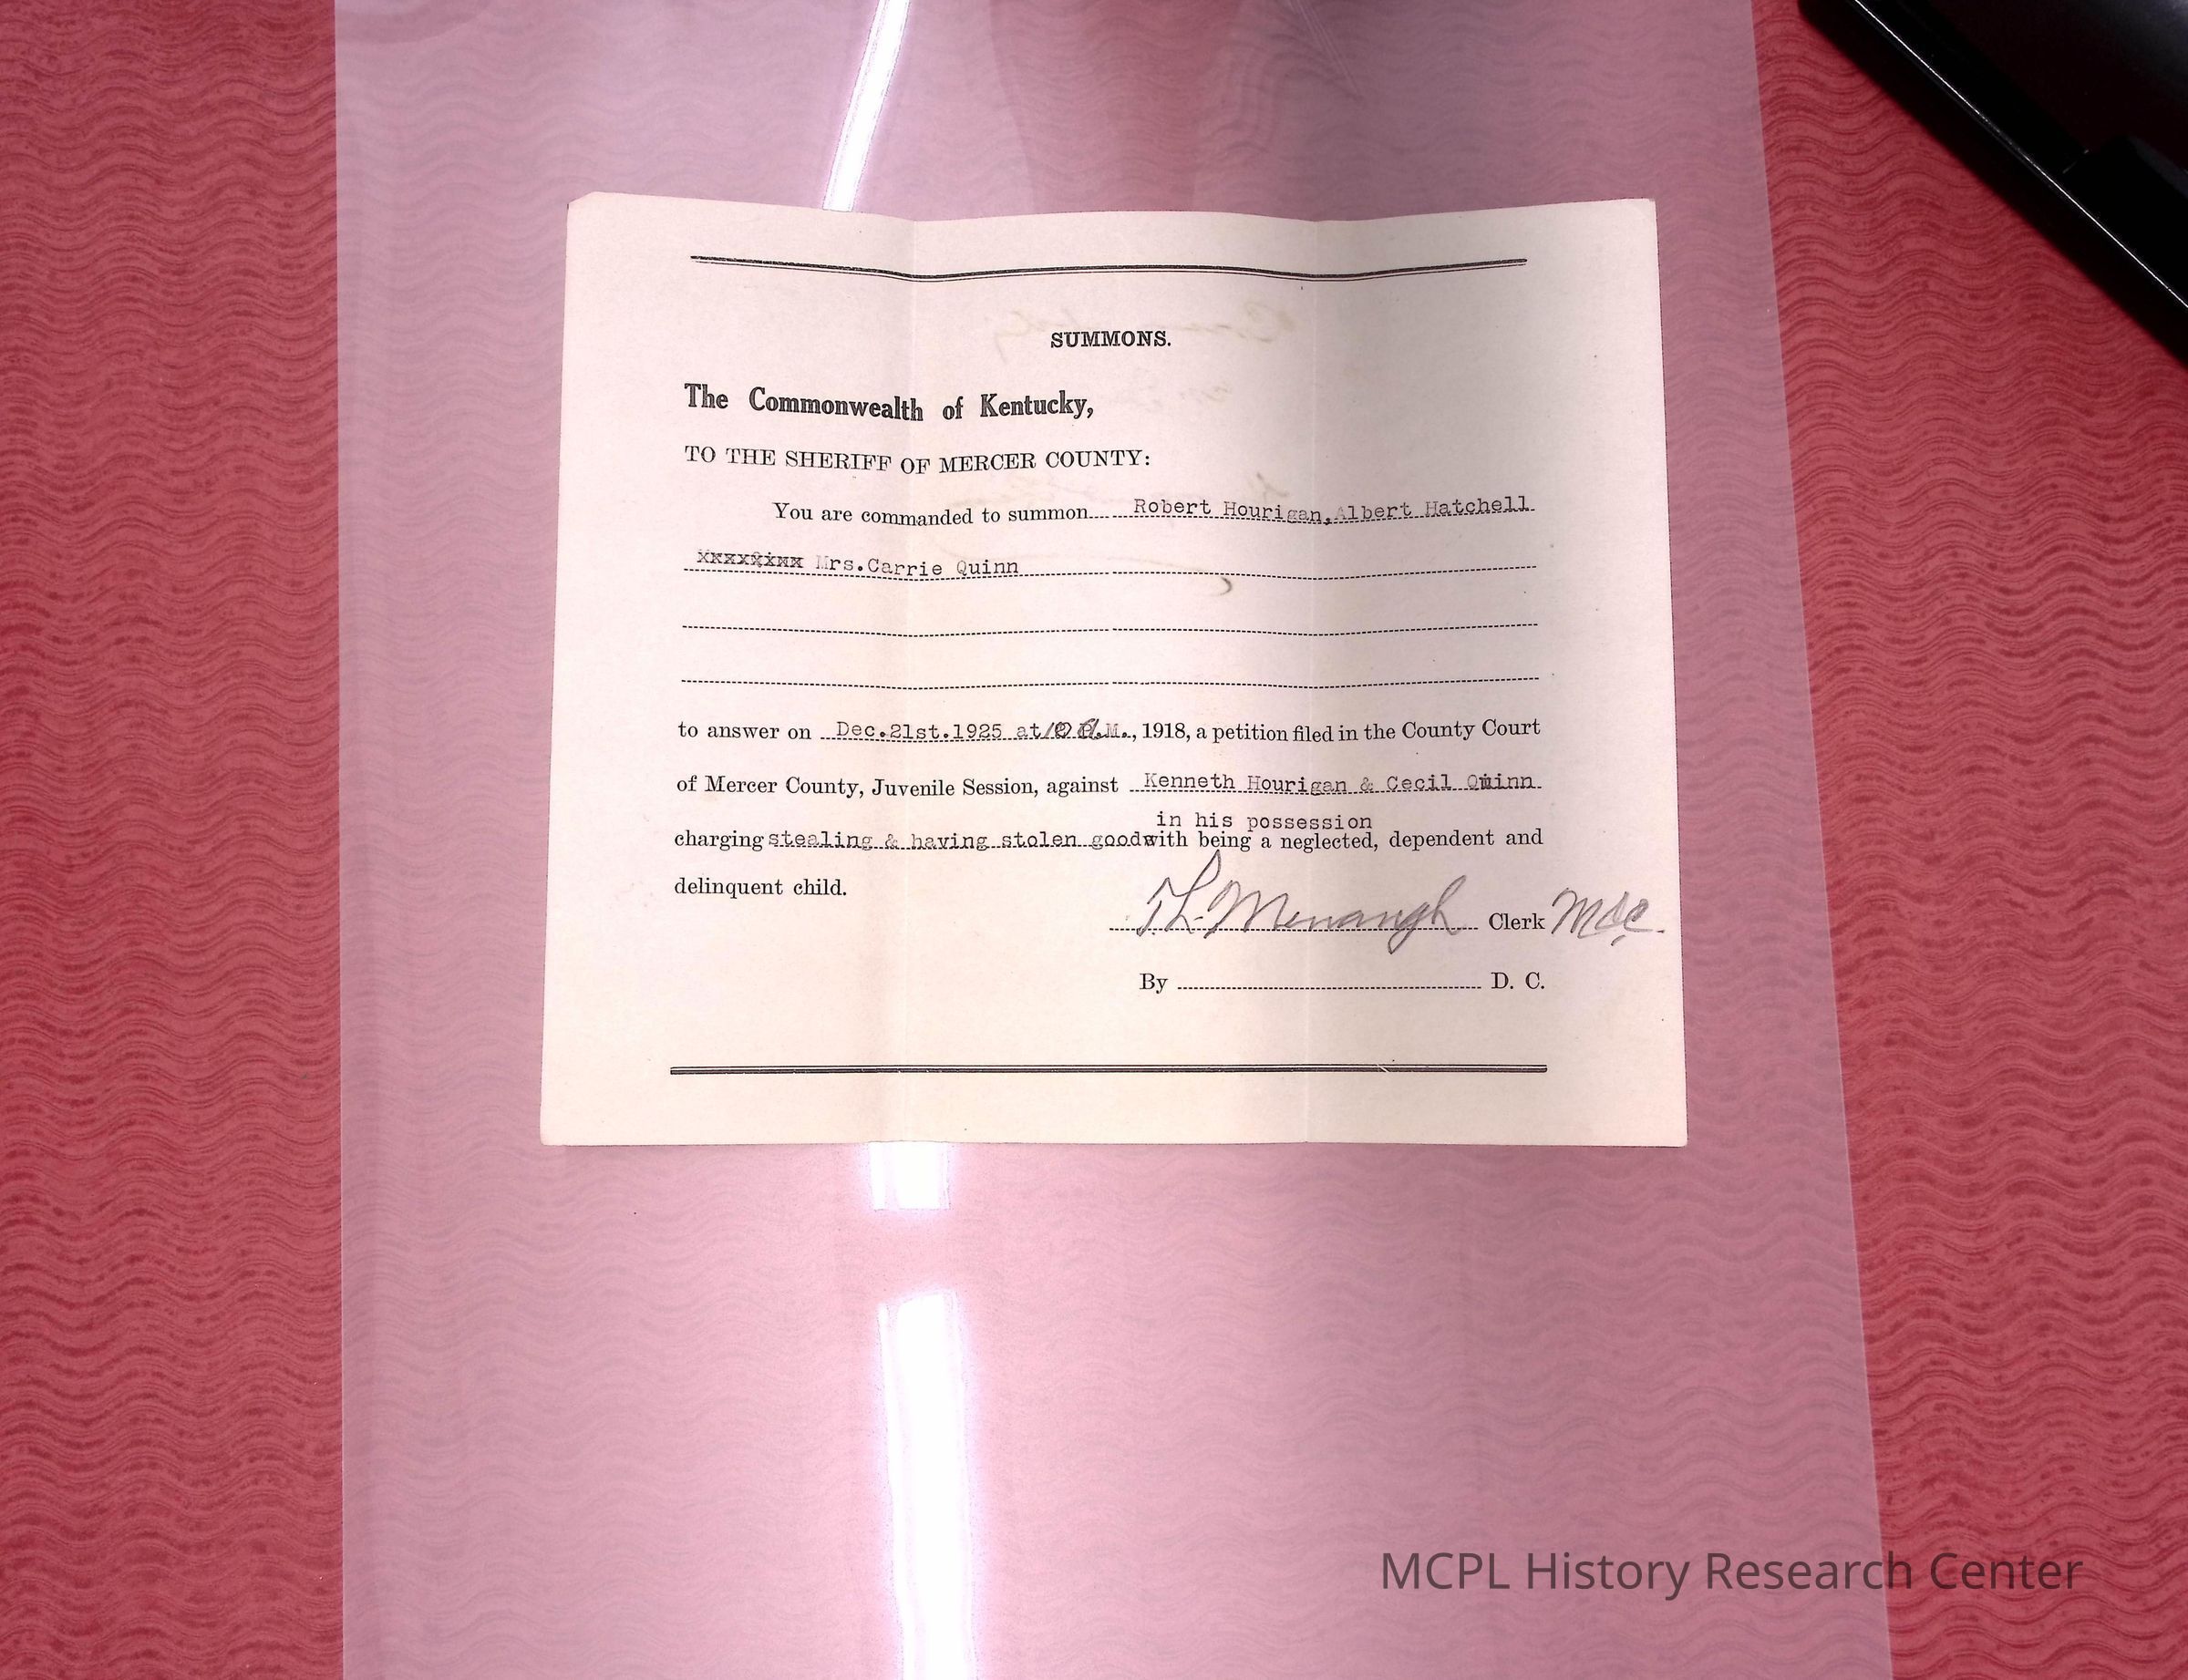 SUMMONS.
The Commonwealth of Kentucky,
TO THE SHERIFF OF MERCER COUNTY:
You are commanded to summon Robert Hourigan, Albert Hatchell
Mrs.Carrie Quinn
to answer on Dec.21st.1925 at 10 A.M., 1918, a petition filed in the County Court
of Mercer County, Juvenile Session, against Kenneth Hourigan & Cecil Quinn
in his possession
charging stealing & having stolen good with being a neglected, dependent and
delinquent child.
Menaugh Clerk
By D. C.
MCPL History Research Center